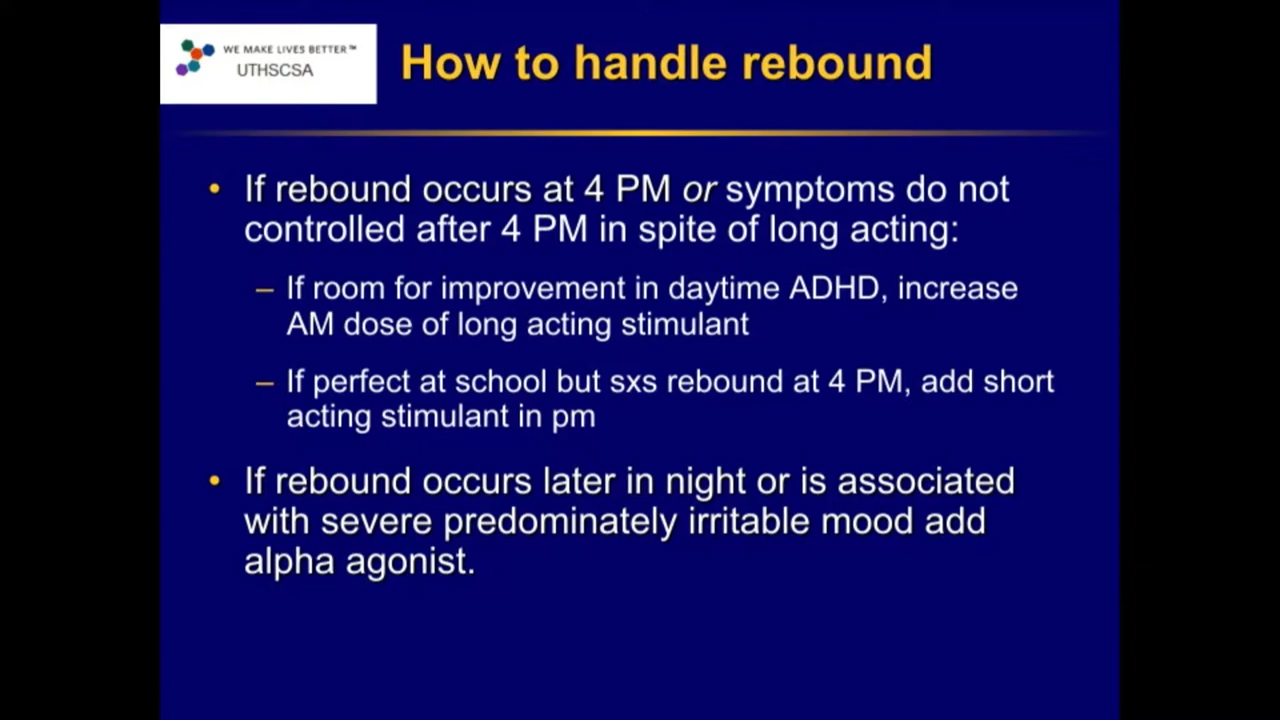 WE MAKE LIVES BETTER™
UTHSCSA
How to handle rebound
• If rebound occurs at 4 PM or symptoms do not
controlled after 4 PM in spite of long acting:
– If room for improvement in daytime ADHD, increase
AM dose of long acting stimulant
– If perfect at school but sxs rebound at 4 PM, add short
acting stimulant in pm
• If rebound occurs later in night or is associated
with severe predominately irritable mood add
alpha agonist.